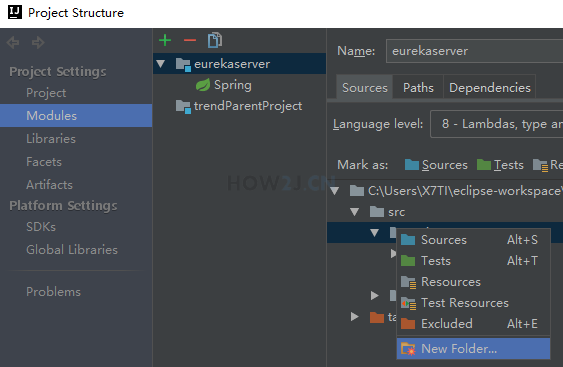 Project Structure
Project Settings
Project
Modules
Libraries
Facets
Artifacts
Platform Settings
SDKs
Global Libraries
Problems
eurekaserver
Spring
trendParentProject
HOW2J.CN
Name: eurekaserver
Sources Paths Dependencies
Language level: 8 - Lambdas, type an
Mark as: Sources Tests Re
C:\Users\X7TI\eclipse-workspace\
src
ta
Sources Alt+S
Tests Alt+T
Resources
Test Resources
Excluded Alt+E
New Folder...